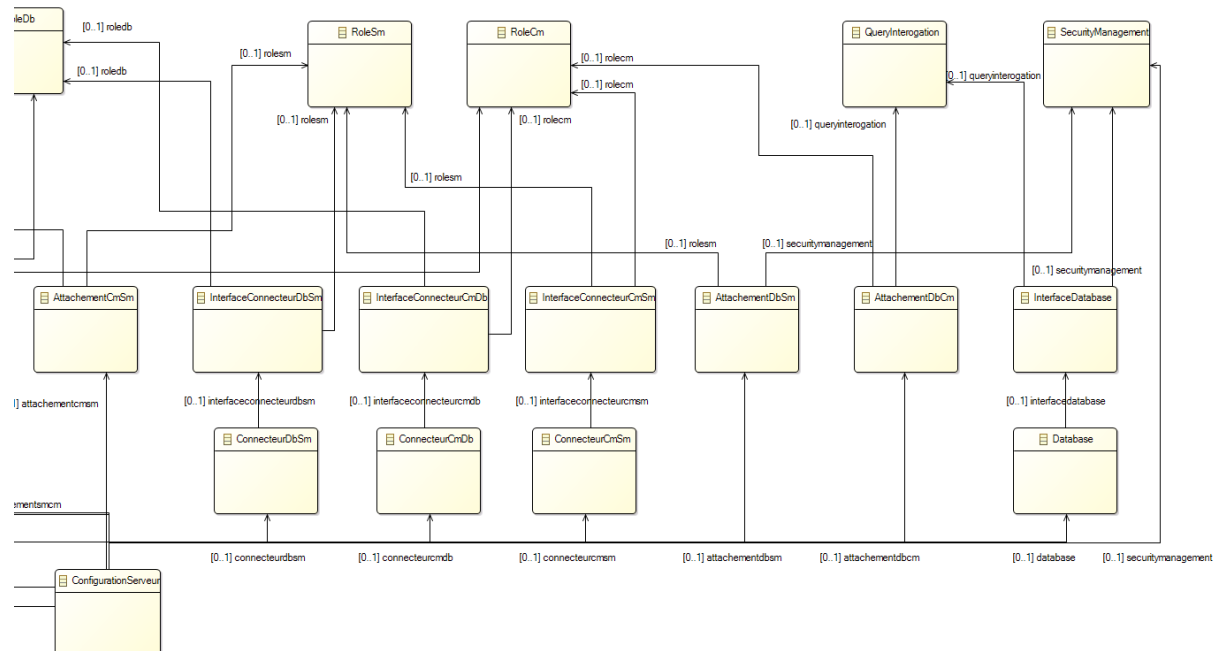 oleDb
[0..1] roledb
RoleSm
RoleCm
QueryInterogation
SecurityManagement
[0..1] rolesm
[0..1] rolecm
[0..1] roledb
[0..1] queryinterogation
[0..1] rolecm
[0..1] rolesm
[0..1] rolecm
[0..1] queryinterogation
[0..1] rolesm
[0..1] rolesm
[0..1] securitymanagement
[0..1] securitymanagement
AttachementCmSm
InterfaceConnecteurDbSm
InterfaceConnecteurCmDb
InterfaceConnecteurCmSm
AttachementDbSm
AttachementDbCm
InterfaceDatabase
1] attachementcmsm
[0..1] interfaceconnecteurdbsm
[0..1] interfaceconnecteurcmdb
[0..1] interfaceconnecteurcmsm
[0..1] interfacedatabase
ConnecteurDbSm
ConnecteurCmDb
ConnecteurCmSm
Database
ementsmcm
[0..1] connecteurdbsm
[0..1] connecteurcmdb
[0..1] connecteurcmsm
[0..1] attachementdbsm
[0..1] attachementdbcm
[0..1] database
[0..1] securitymanagement
ConfigurationServeur